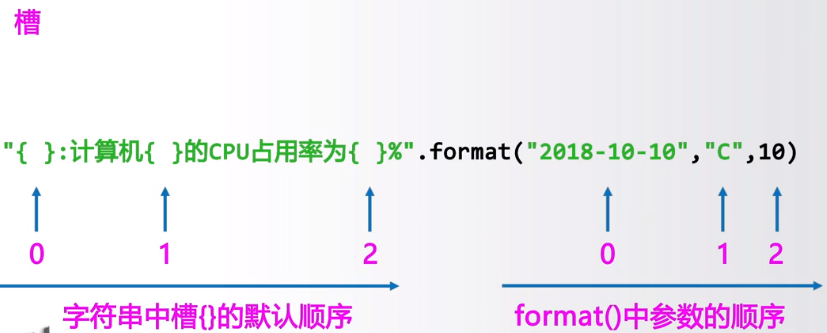 槽
"{ }:计算机{ }的CPU占用率为{ }%".format("2018-10-10","C",10)
0 1 2 0 1 2
字符串中槽{}的默认顺序 format()中参数的顺序